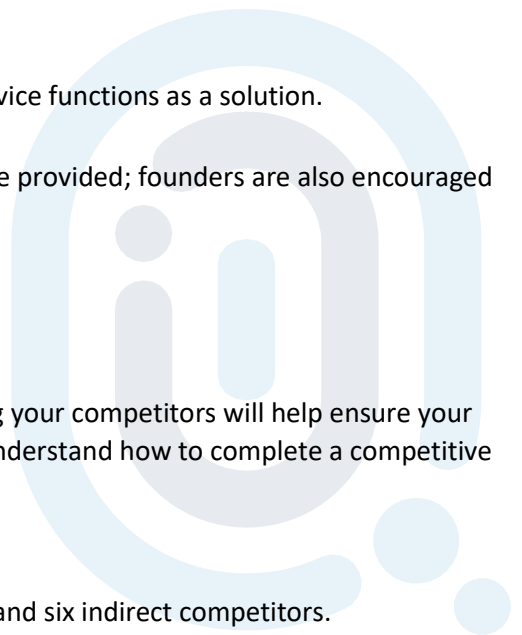 vice functions as a solution.
e provided; founders are also encouraged
g your competitors will help ensure your
nderstand how to complete a competitive
and six indirect competitors.